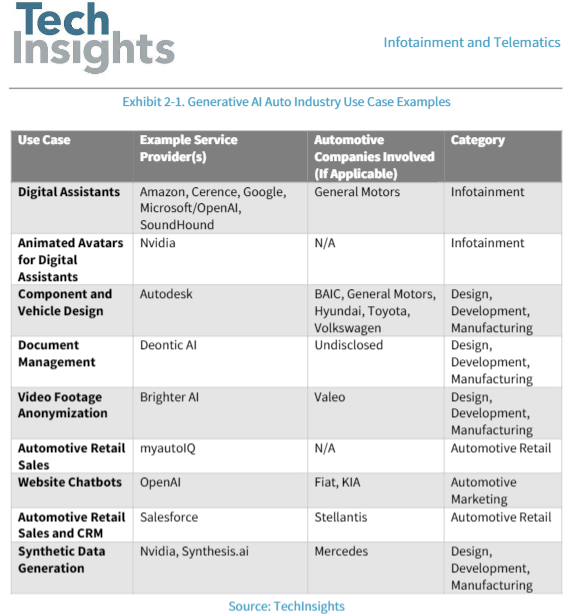 Tech
Insights
Infotainment and Telematics
Exhibit 2-1. Generative AI Auto Industry Use Case Examples
Use Case Example Service Provider(s) Automotive Companies Involved (If Applicable) Category
Digital Assistants Amazon, Cerence, Google, Microsoft/OpenAI, SoundHound General Motors Infotainment
Animated Avatars for Digital Assistants Nvidia N/A Infotainment
Component and Vehicle Design Autodesk BAIC, General Motors, Hyundai, Toyota, Volkswagen Design, Development, Manufacturing
Document Management Deontic AI Undisclosed Design, Development, Manufacturing
Video Footage Anonymization Brighter AI Valeo Design, Development, Manufacturing
Automotive Retail Sales myautoIQ N/A Automotive Retail
Website Chatbots OpenAI Fiat, KIA Automotive Marketing
Automotive Retail Sales and CRM Salesforce Stellantis Automotive Retail
Synthetic Data Generation Nvidia, Synthesis.ai Mercedes Design, Development, Manufacturing
Source: TechInsights